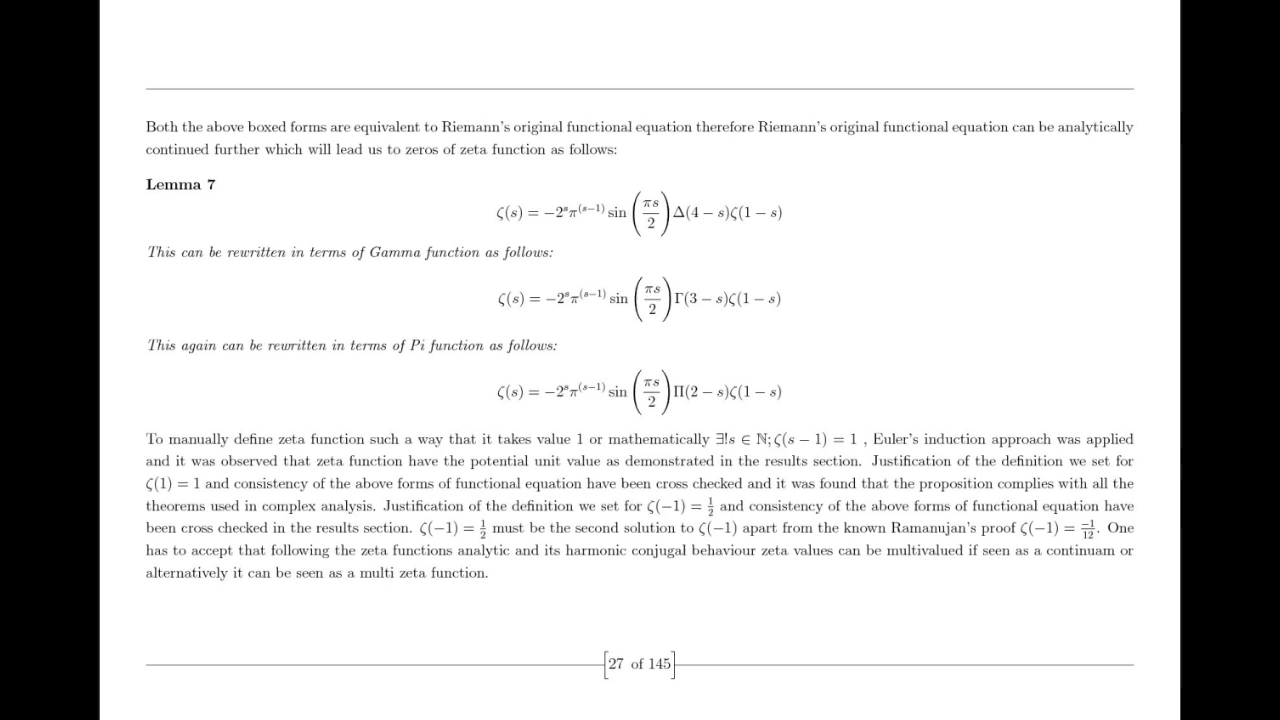 Both the above boxed forms are equivalent to Riemann's original functional equation therefore Riemann's original functional equation can be analytically
continued further which will lead us to zeros of zeta function as follows:
Lemma 7
ζ(s) = −2^s π^(s−1) sin(πs/2) Δ(4 − s)ζ(1 − s)
This can be rewritten in terms of Gamma function as follows:
ζ(s) = −2^s π^(s−1) sin(πs/2) Γ(3 − s)ζ(1 − s)
This again can be rewritten in terms of Pi function as follows:
ζ(s) = −2^s π^(s−1) sin(πs/2) Π(2 − s)ζ(1 − s)
To manually define zeta function such a way that it takes value 1 or mathematically ∃!s ∈ ℕ; ζ(s − 1) = 1 , Euler's induction approach was applied
and it was observed that zeta function have the potential unit value as demonstrated in the results section. Justification of the definition we set for
ζ(1) = 1 and consistency of the above forms of functional equation have been cross checked and it was found that the proposition complies with all the
theorems used in complex analysis. Justification of the definition we set for ζ(−1) = 1/2 and consistency of the above forms of functional equation have
been cross checked in the results section. ζ(−1) = 1/2 must be the second solution to ζ(−1) apart from the known Ramanujan's proof ζ(−1) = −1/12. One
has to accept that following the zeta functions analytic and its harmonic conjugal behaviour zeta values can be multivalued if seen as a continuam or
alternatively it can be seen as a multi zeta function.
[27 of 145]